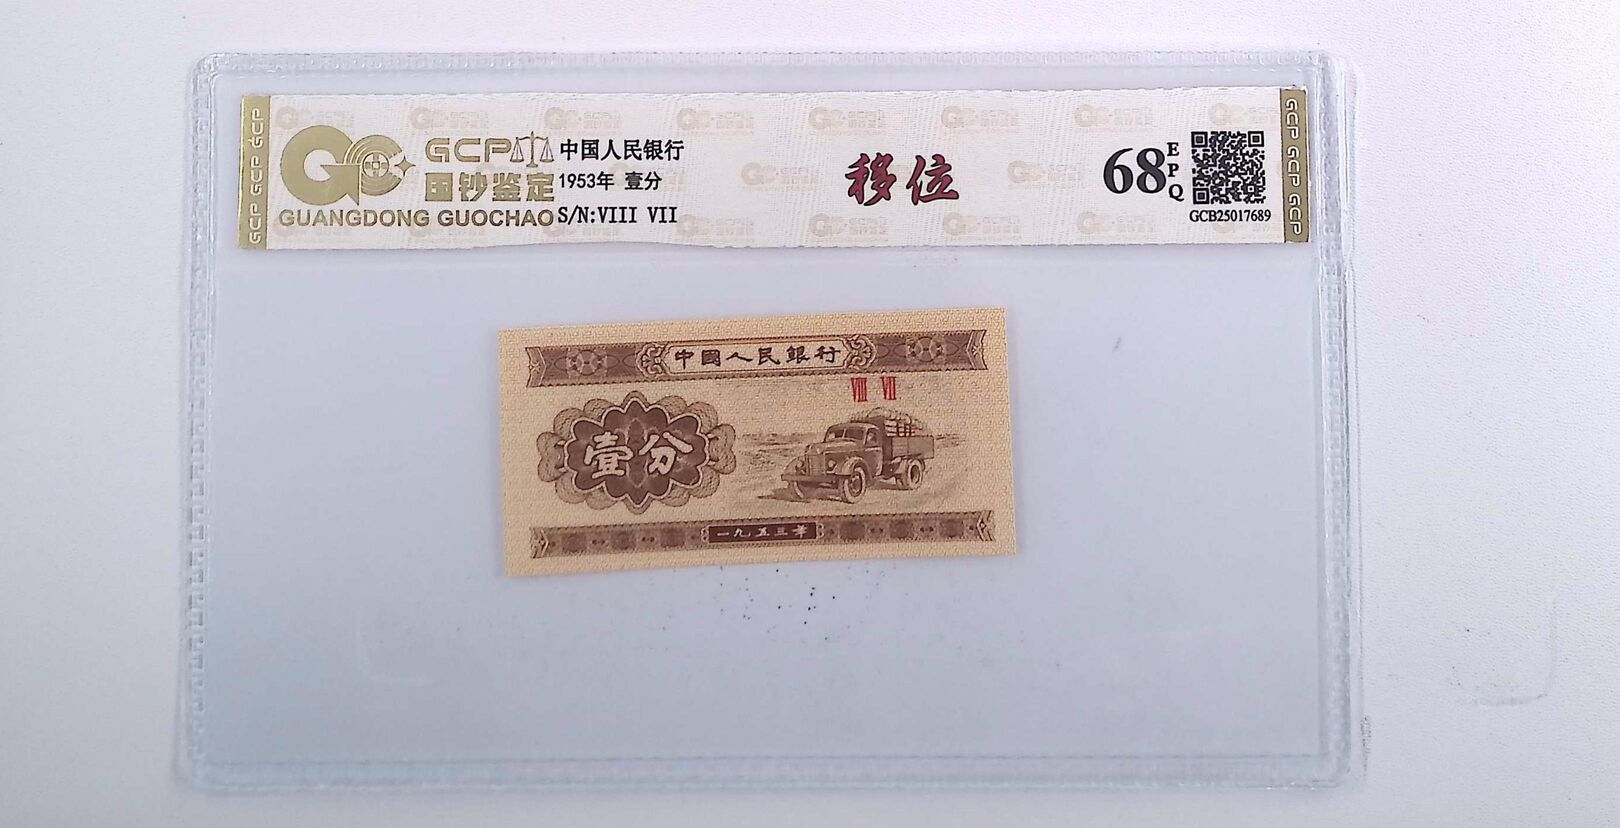 GCP GCP GCP
GCP
国钞鉴定
GUANGDONG GUOCHAO
中国人民银行
1953年 壹分
S/N:VIII VII
移位
68
EPQ
GCB25017689
GCP GCP GCP
中國人民銀行
VIII VII
壹分
一九五三年